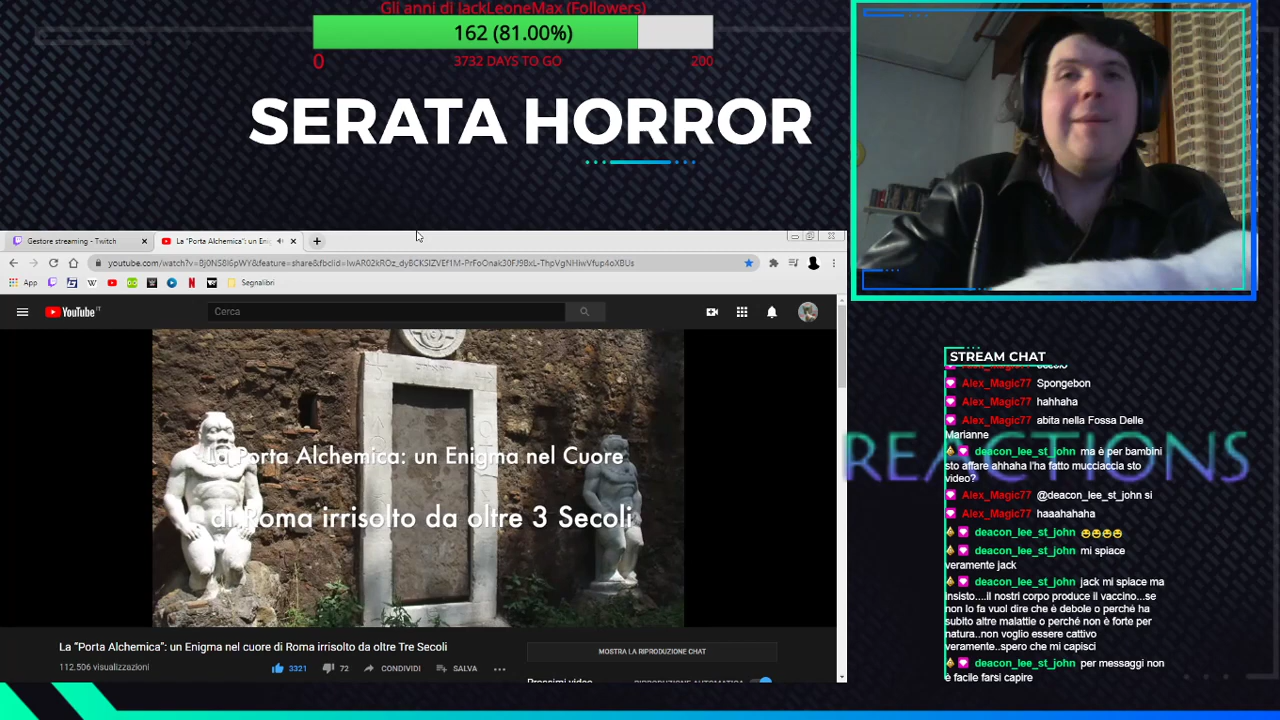 Gli anni di JackLeoneMax (Followers)
162 (81.00%)
0
3732 DAYS TO GO
200
SERATA HORROR
Gestore streaming - Twitch
La "Porta Alchemica": un Eni
App
Segnalibri
YouTube
IT
Cerca
La Porta Alchemica: un Enigma nel Cuore
di Roma irrisolto da oltre 3 Secoli
La "Porta Alchemica": un Enigma nel cuore di Roma irrisolto da oltre Tre Secoli
112.506 visualizzazioni
3321
72
CONDIVIDI
SALVA
MOSTRA LA RIPRODUZIONE CHAT
Prossimi video
RIPRODUZIONE AUTOMATICA
REACTIONS
STREAM CHAT
Alex_Magic77 Spongebon
Alex_Magic77 hahhaha
Alex_Magic77 abita nella Fossa Delle
Marianne
deacon_lee_st_john ma è per bambini
sto affare ahhaha l'ha fatto mucciaccia sto
video?
Alex_Magic77 @deacon_lee_st_john si
Alex_Magic77 haaahahaha
deacon_lee_st_john 😂😂😂😂
deacon_lee_st_john mi spiace
veramente jack
deacon_lee_st_john jack mi spiace ma
insisto....il nostri corpo produce il vaccino...se
non lo fa vuol dire che è debole o perchè ha
subito altre malattie o perché non è forte per
natura..non voglio essere cattivo
veramente..spero che mi capisci
deacon_lee_st_john per messaggi non
è facile farsi capire